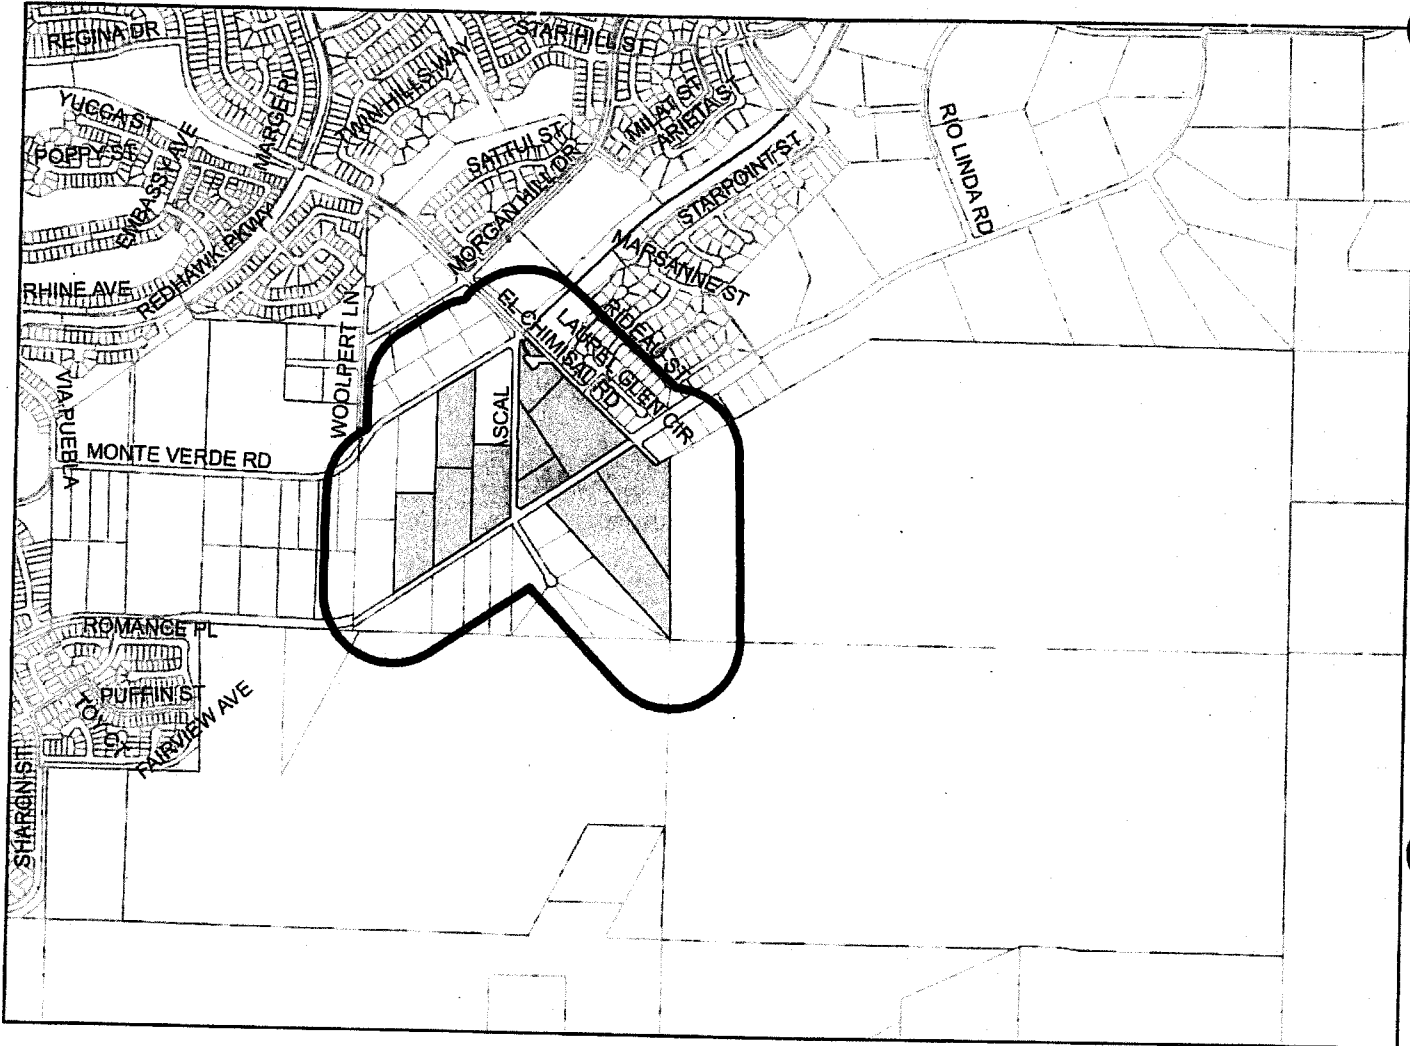 REGINA DR
STAR HILL ST
TWIN HILLS WAY
MARGE PL
YUCCA ST
POPPY ST
EMBASSY AVE
MILAT ST
ARIETA ST
SATTUI ST
MORGAN HILL DR
STARPOINT ST
RIO LINDA RD
REDHAWK PKWY
MARSANNE ST
RHINE AVE
WOOLPERT LN
EL CHIMISAL RD
LAUREL GLEN CIR
RIDEAU ST
VIA PUEBLA
SCAL
MONTE VERDE RD
ROMANCE PL
PUFFIN ST
FAIRVIEW AVE
SHARON ST